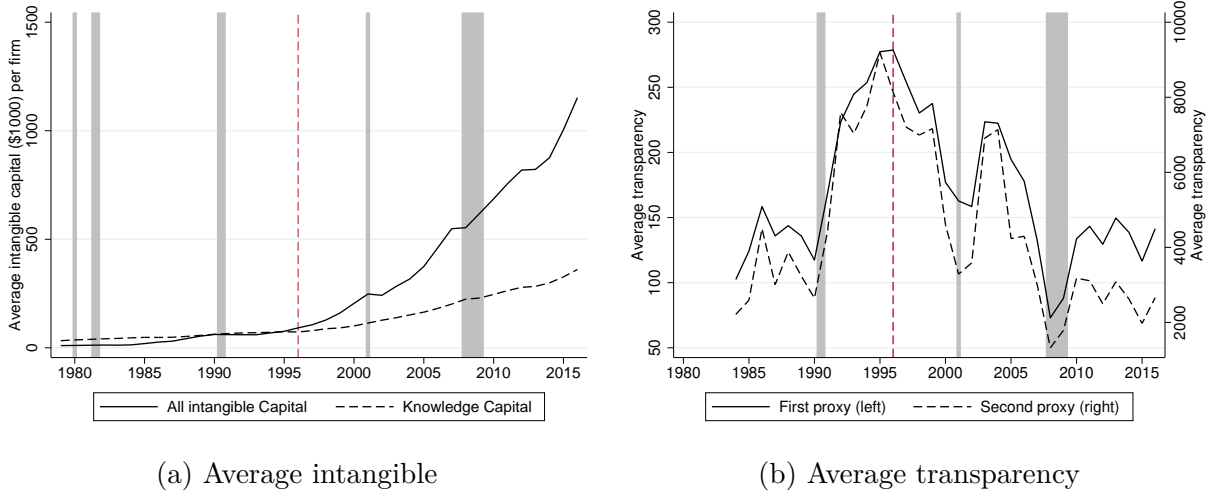 Average intangible capital ($1000) per firm
1500
1000
500
0
1980 1985 1990 1995 2000 2005 2010 2015
All intangible Capital Knowledge Capital
(a) Average intangible
Average transparency
300
250
200
150
100
50
1980 1985 1990 1995 2000 2005 2010 2015
10000
8000
6000
4000
2000
Average transparency
First proxy (left) Second proxy (right)
(b) Average transparency